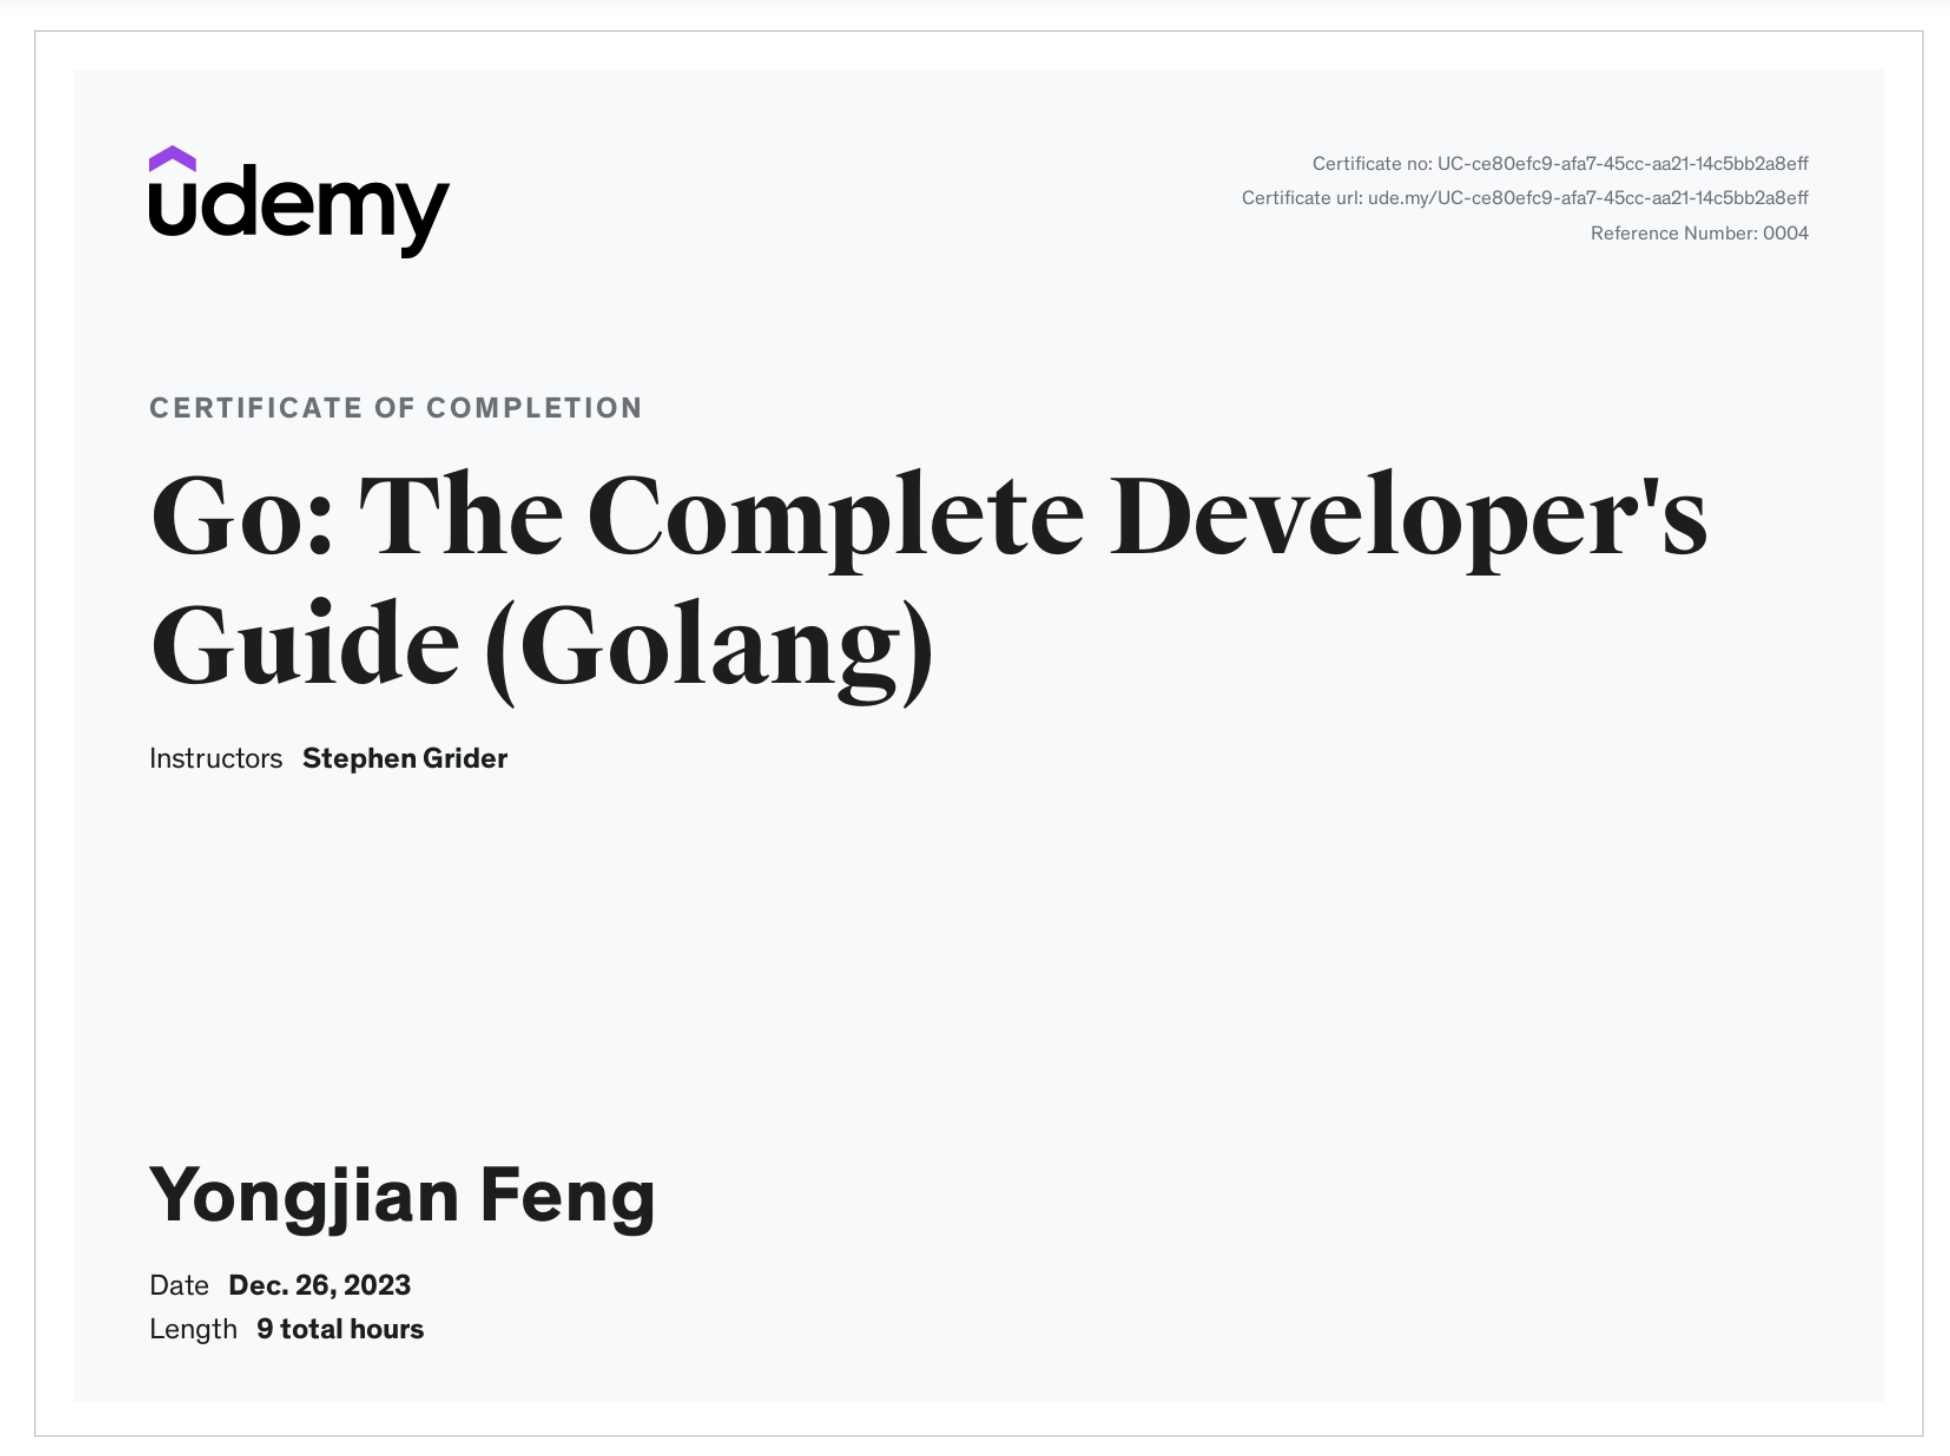 udemy
Certificate no: UC-ce80efc9-afa7-45cc-aa21-14c5bb2a8eff
Certificate url: ude.my/UC-ce80efc9-afa7-45cc-aa21-14c5bb2a8eff
Reference Number: 0004
CERTIFICATE OF COMPLETION
Go: The Complete Developer's
Guide (Golang)
Instructors Stephen Grider
Yongjian Feng
Date Dec. 26, 2023
Length 9 total hours